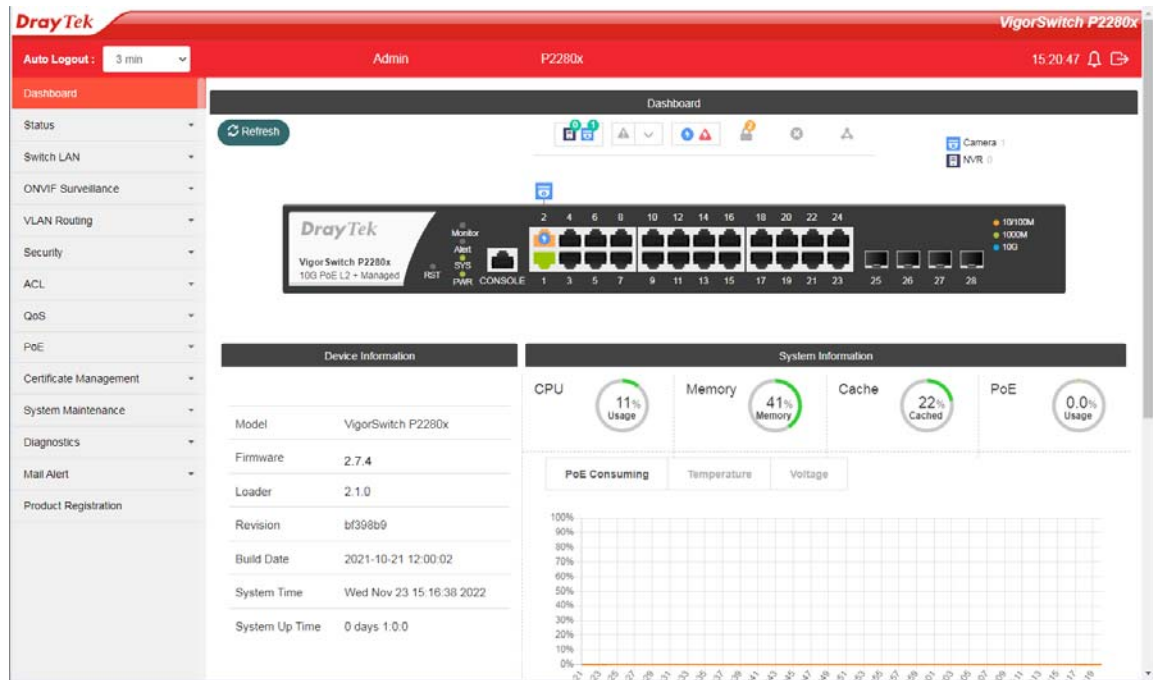 DrayTek
VigorSwitch P2280x
Auto Logout : 3 min Admin P2280x 15:20:47
Dashboard
Status
Switch LAN
ONVIF Surveillance
VLAN Routing
Security
ACL
QoS
PoE
Certificate Management
System Maintenance
Diagnostics
Mail Alert
Product Registration
Dashboard
Refresh
0 1 2
Camera 1
NVR 0
2 4 6 8 10 12 14 16 18 20 22 24
DrayTek
VigorSwitch P2280x
10G PoE L2 + Managed
RST
Monitor
Alert
SYS
PWR
CONSOLE
1 3 5 7 9 11 13 15 17 19 21 23 25 26 27 28
10/100M
1000M
10G
Device Information
Model VigorSwitch P2280x
Firmware 2.7.4
Loader 2.1.0
Revision bf398b9
Build Date 2021-10-21 12:00:02
System Time Wed Nov 23 15:16:38 2022
System Up Time 0 days 1:0:0
System Information
CPU 11% Usage
Memory 41% Memory
Cache 22% Cached
PoE 0.0% Usage
PoE Consuming Temperature Voltage
100%
90%
80%
70%
60%
50%
40%
30%
20%
10%
0%